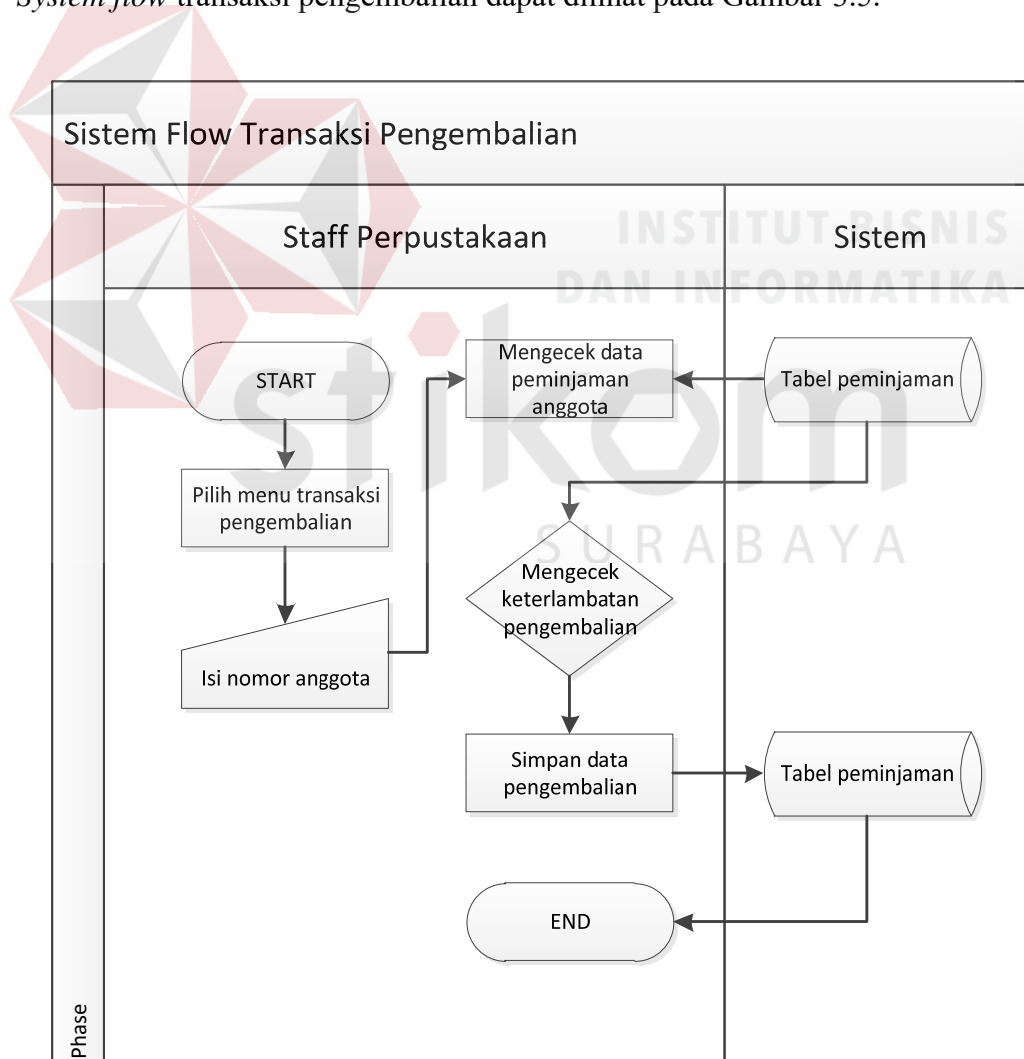 System flow transaksi pengembalian dapat dilihat pada Gambar 3.5.
Sistem Flow Transaksi Pengembalian
Staff Perpustakaan
Sistem
INSTITUT BISNIS
DAN INFORMATIKA
stikom
SURABAYA
START
Mengecek data
peminjaman
anggota
Tabel peminjaman
Pilih menu transaksi
pengembalian
Mengecek
keterlambatan
pengembalian
Isi nomor anggota
Simpan data
pengembalian
Tabel peminjaman
END
Phase